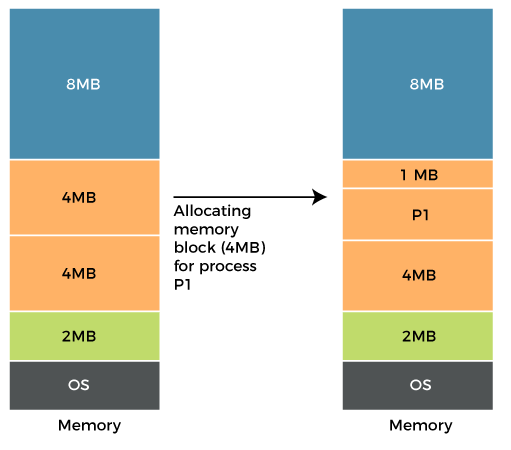 8MB
4MB
4MB
2MB
OS
Memory
Allocating
memory
block (4MB)
for process
P1
8MB
1 MB
P1
4MB
2MB
OS
Memory